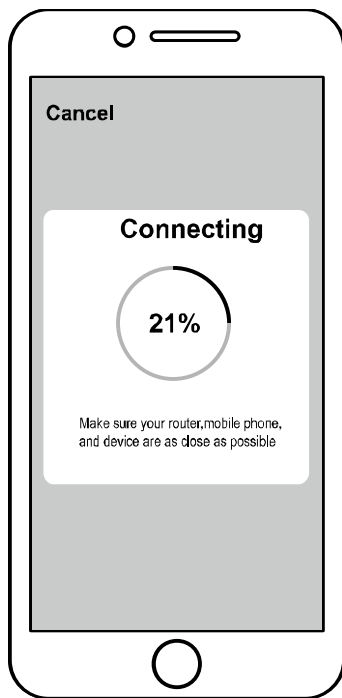 Cancel
Connecting
21%
Make sure your router,mobile phone,
and device are as close as possible